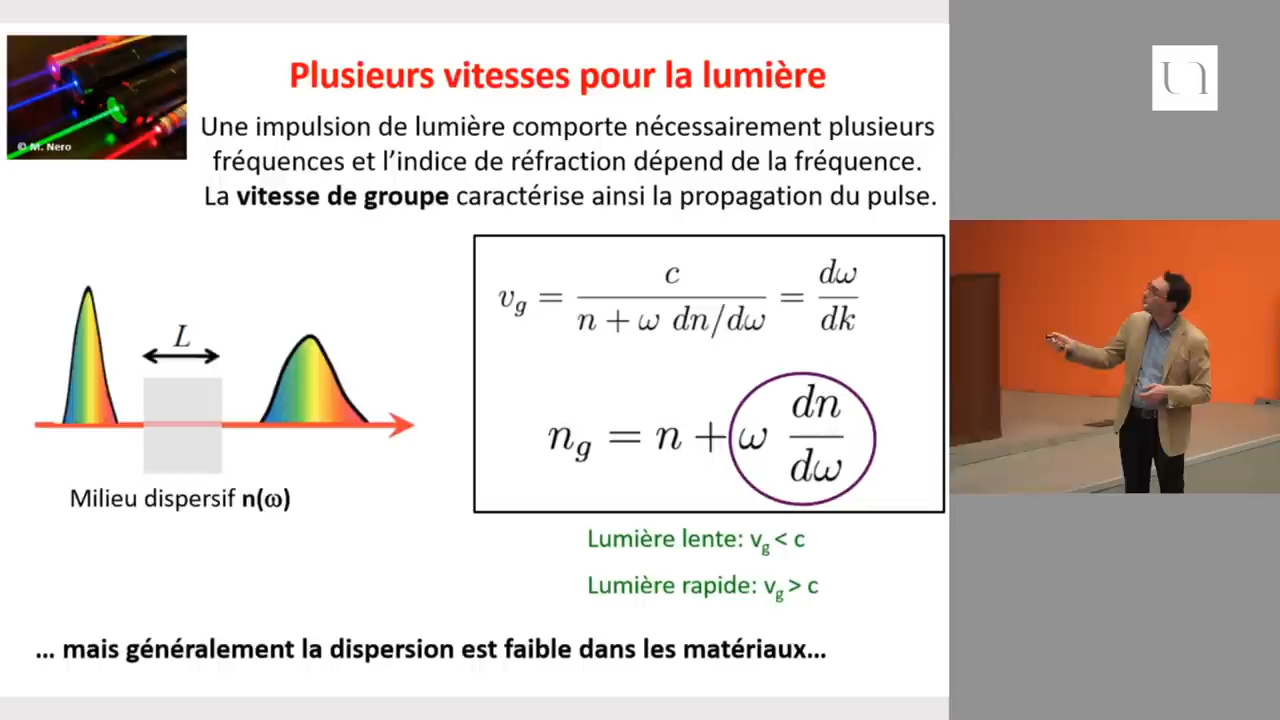 Plusieurs vitesses pour la lumière
© M. Nero
Une impulsion de lumière comporte nécessairement plusieurs
fréquences et l’indice de réfraction dépend de la fréquence.
La vitesse de groupe caractérise ainsi la propagation du pulse.
v_g = c / (n + ω dn/dω) = dω/dk
L
n_g = n + ω dn/dω
Milieu dispersif n(ω)
Lumière lente: v_g < c
Lumière rapide: v_g > c
... mais généralement la dispersion est faible dans les matériaux...